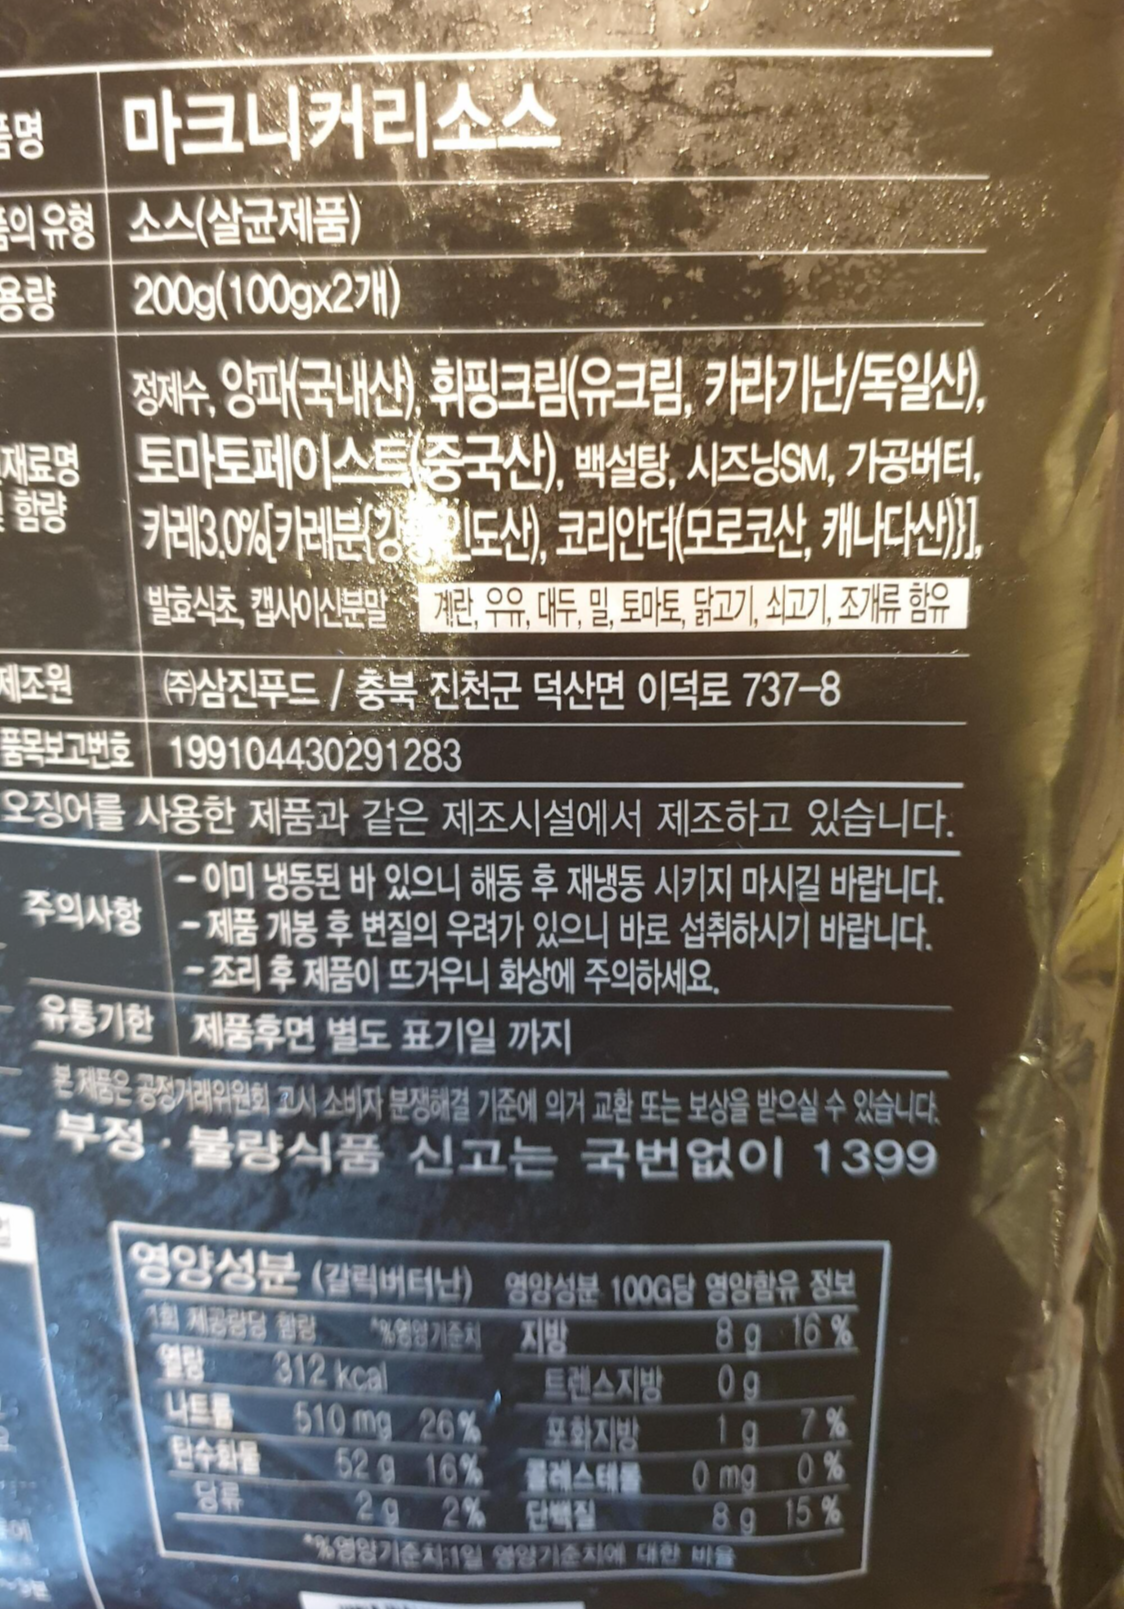 품명 마크니커리소스
품의 유형 소스(살균제품)
용량 200g(100gx2개)
정제수, 양파(국내산), 휘핑크림(유크림, 카라기난/독일산),
재료명 토마토페이스트(중국산), 백설탕, 시즈닝SM, 가공버터,
및 함량 카레3.0%[카레분{강 인도산), 코리안더(모로코산, 캐나다산)}],
발효식초, 캡사이신분말 계란, 우유, 대두, 밀, 토마토, 닭고기, 쇠고기, 조개류 함유
제조원 (주)삼진푸드 / 충북 진천군 덕산면 이덕로 737-8
품목보고번호 199104430291283
오징어를 사용한 제품과 같은 제조시설에서 제조하고 있습니다.
주의사항 - 이미 냉동된 바 있으니 해동 후 재냉동 시키지 마시길 바랍니다.
- 제품 개봉 후 변질의 우려가 있으니 바로 섭취하시기 바랍니다.
- 조리 후 제품이 뜨거우니 화상에 주의하세요.
유통기한 제품후면 별도 표기일 까지
본 제품은 공정거래위원회 고시 소비자 분쟁해결 기준에 의거 교환 또는 보상을 받으실 수 있습니다.
부정·불량식품 신고는 국번없이 1399
영양성분 (갈릭버터난) 영양성분 100G당 영양함유 정보
1회 제공량당 함량 *%영양기준치 지방 8 g 16 %
열량 312 kcal 트랜스지방 0 g
나트륨 510 mg 26% 포화지방 1 g 7 %
탄수화물 52 g 16% 콜레스테롤 0 mg 0 %
당류 2 g 2% 단백질 8 g 15 %
*%영양기준치:1일 영양기준치에 대한 비율